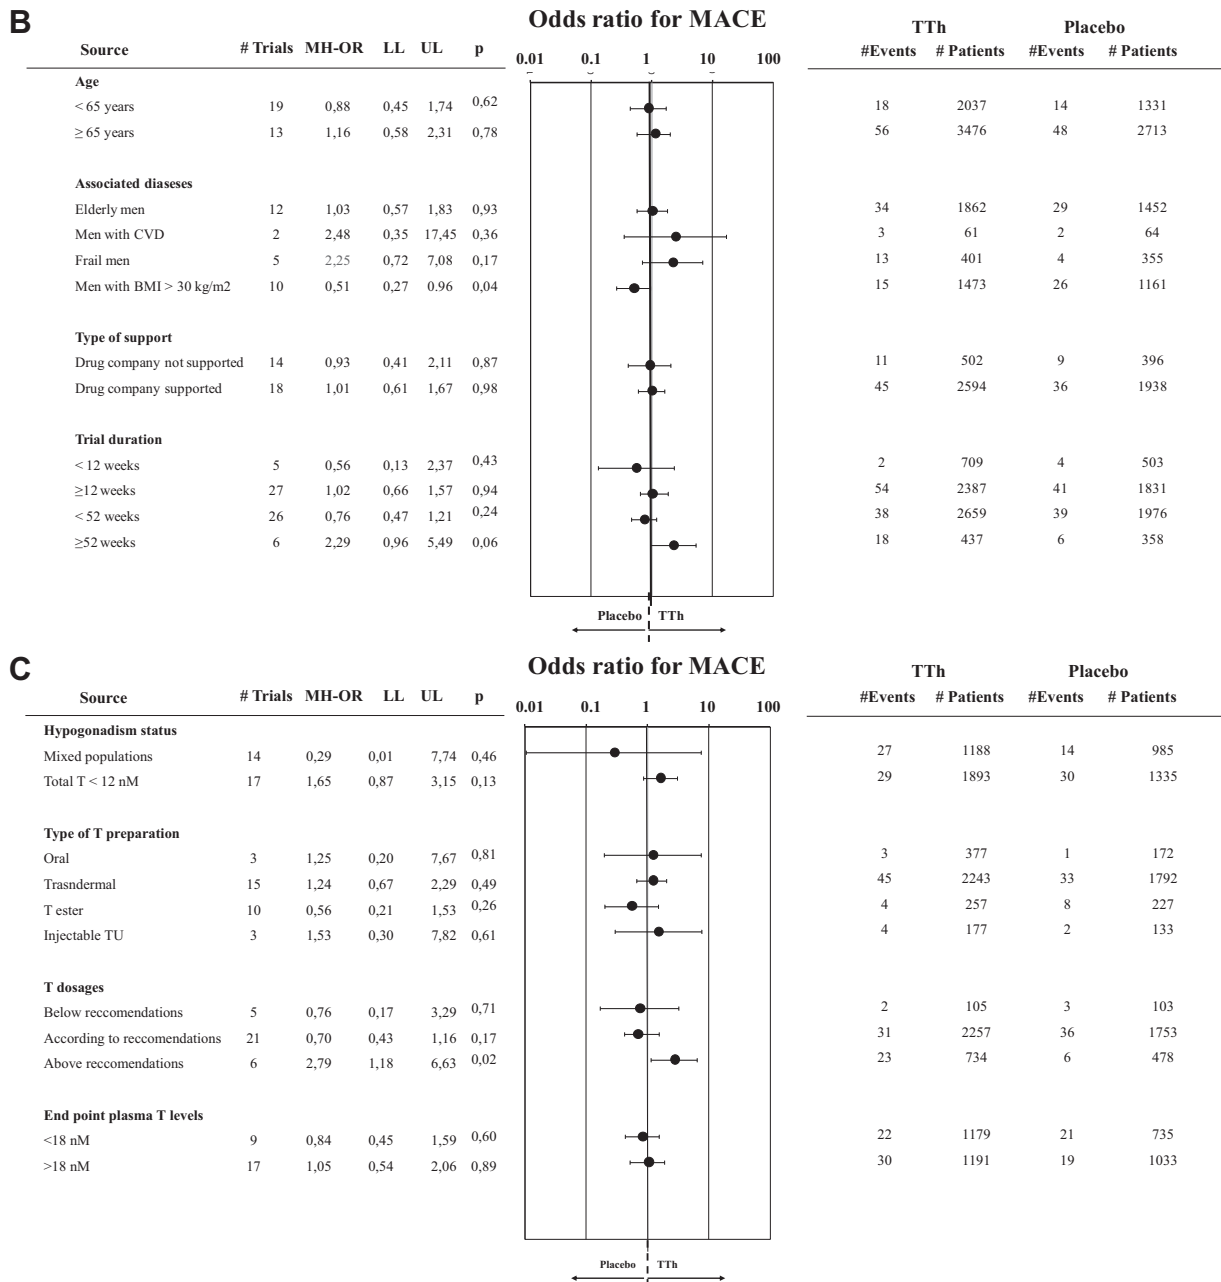 B
Odds ratio for MACE
TTh Placebo
Source # Trials MH-OR LL UL p #Events # Patients #Events # Patients
0.01 0.1 1 10 100
Age
< 65 years 19 0,88 0,45 1,74 0,62 18 2037 14 1331
≥ 65 years 13 1,16 0,58 2,31 0,78 56 3476 48 2713
Associated diaseses
Elderly men 12 1,03 0,57 1,83 0,93 34 1862 29 1452
Men with CVD 2 2,48 0,35 17,45 0,36 3 61 2 64
Frail men 5 2,25 0,72 7,08 0,17 13 401 4 355
Men with BMI > 30 kg/m2 10 0,51 0,27 0,96 0,04 15 1473 26 1161
Type of support
Drug company not supported 14 0,93 0,41 2,11 0,87 11 502 9 396
Drug company supported 18 1,01 0,61 1,67 0,98 45 2594 36 1938
Trial duration
< 12 weeks 5 0,56 0,13 2,37 0,43 2 709 4 503
≥12 weeks 27 1,02 0,66 1,57 0,94 54 2387 41 1831
< 52 weeks 26 0,76 0,47 1,21 0,24 38 2659 39 1976
≥52 weeks 6 2,29 0,96 5,49 0,06 18 437 6 358
Placebo TTh
C
Odds ratio for MACE
TTh Placebo
Source # Trials MH-OR LL UL p #Events # Patients #Events # Patients
0.01 0.1 1 10 100
Hypogonadism status
Mixed populations 14 0,29 0,01 7,74 0,46 27 1188 14 985
Total T < 12 nM 17 1,65 0,87 3,15 0,13 29 1893 30 1335
Type of T preparation
Oral 3 1,25 0,20 7,67 0,81 3 377 1 172
Trasndermal 15 1,24 0,67 2,29 0,49 45 2243 33 1792
T ester 10 0,56 0,21 1,53 0,26 4 257 8 227
Injectable TU 3 1,53 0,30 7,82 0,61 4 177 2 133
T dosages
Below reccomendations 5 0,76 0,17 3,29 0,71 2 105 3 103
According to reccomendations 21 0,70 0,43 1,16 0,17 31 2257 36 1753
Above reccomendations 6 2,79 1,18 6,63 0,02 23 734 6 478
End point plasma T levels
<18 nM 9 0,84 0,45 1,59 0,60 22 1179 21 735
>18 nM 17 1,05 0,54 2,06 0,89 30 1191 19 1033
Placebo TTh